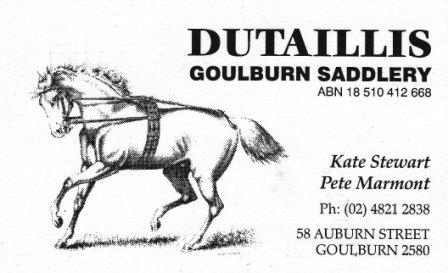 DUTAILLIS
GOULBURN SADDLERY
ABN 18 510 412 668
Kate Stewart
Pete Marmont
Ph: (02) 4821 2838
58 AUBURN STREET
GOULBURN 2580